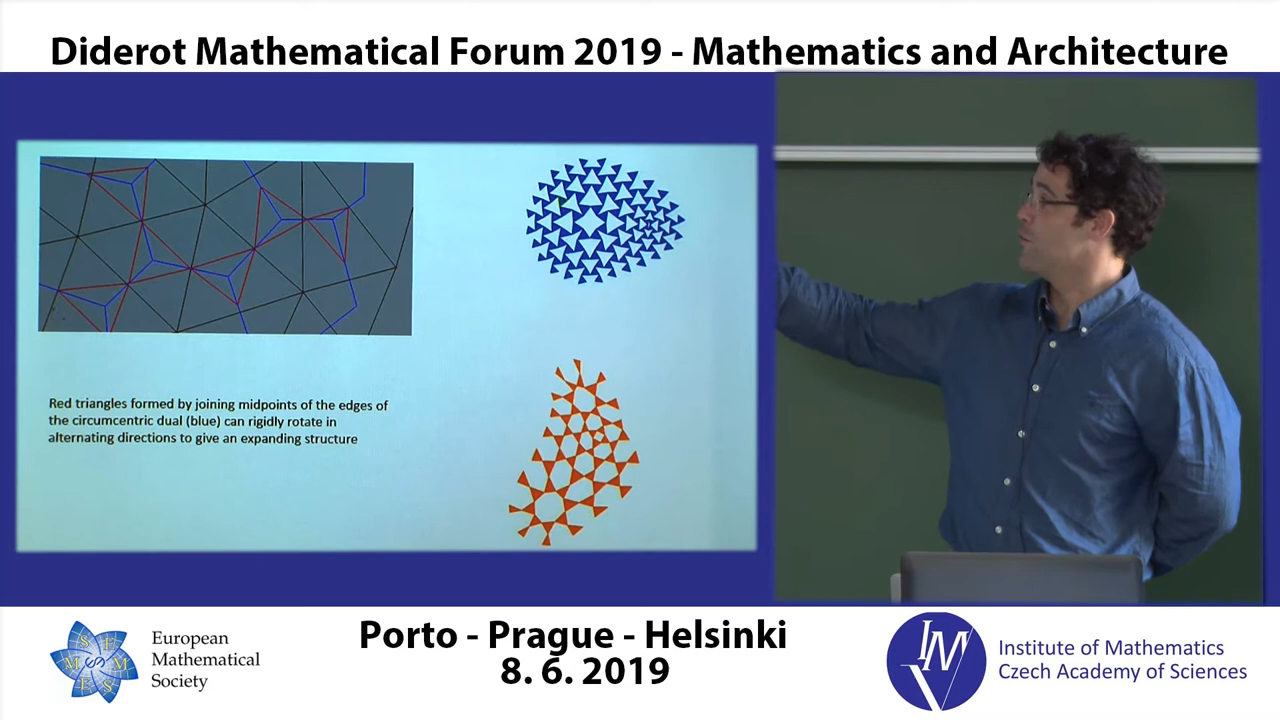 Diderot Mathematical Forum 2019 - Mathematics and Architecture
Red triangles formed by joining midpoints of the edges of
the circumcentric dual (blue) can rigidly rotate in
alternating directions to give an expanding structure
S E
M M
E S
European
Mathematical
Society
Porto - Prague - Helsinki
8. 6. 2019
IM
Institute of Mathematics
Czech Academy of Sciences